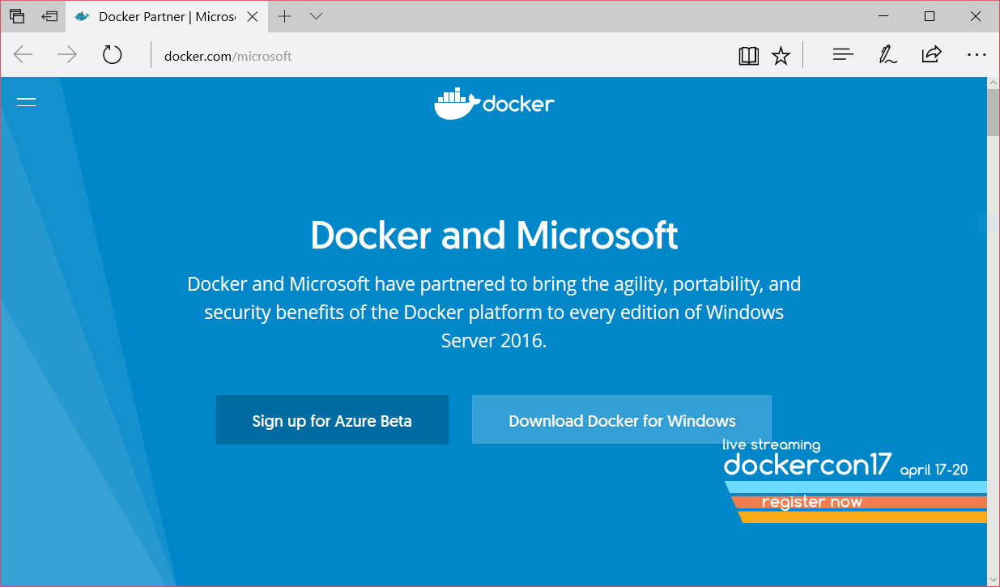 Docker Partner | Micros
docker.com/microsoft
docker
Docker and Microsoft
Docker and Microsoft have partnered to bring the agility, portability, and
security benefits of the Docker platform to every edition of Windows
Server 2016.
Sign up for Azure Beta
Download Docker for Windows
live streaming
dockercon17 april 17-20
register now